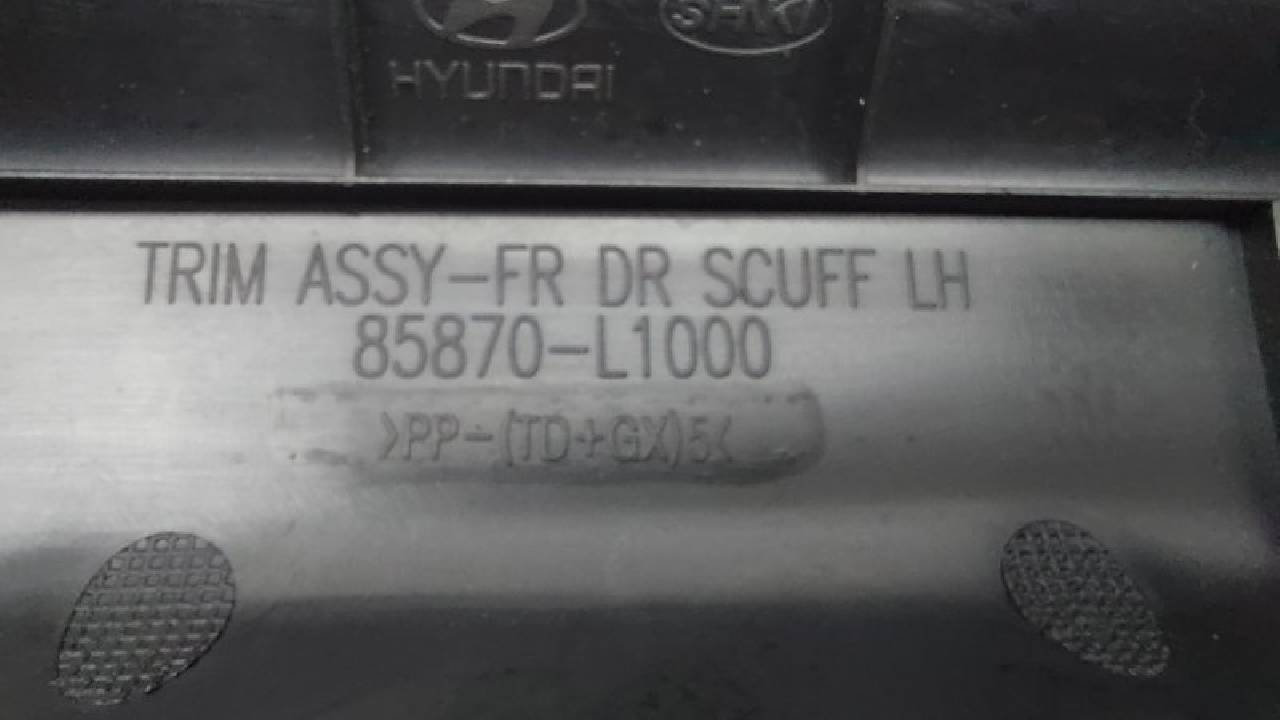 HYUNDAI
TRIM ASSY-FR DR SCUFF LH
85870-L1000
>PP-(TD+GX)5<